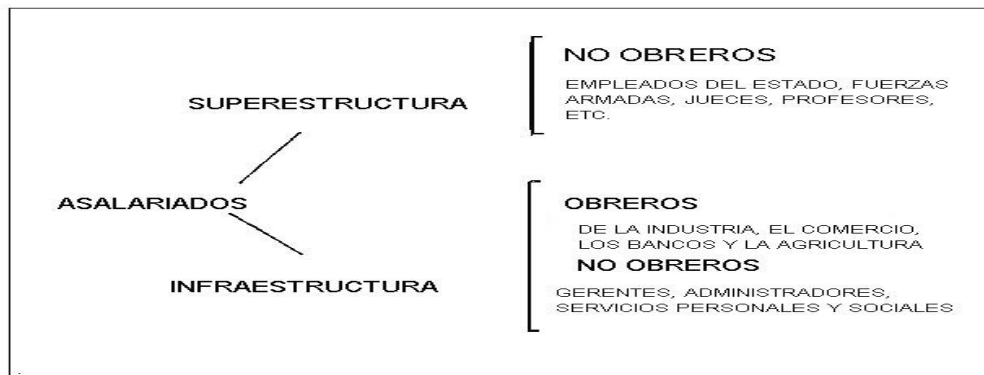 NO OBREROS
EMPLEADOS DEL ESTADO, FUERZAS
ARMADAS, JUECES, PROFESORES,
ETC.
SUPERESTRUCTURA
ASALARIADOS
OBREROS
DE LA INDUSTRIA, EL COMERCIO,
LOS BANCOS Y LA AGRICULTURA
NO OBREROS
INFRAESTRUCTURA
GERENTES, ADMINISTRADORES,
SERVICIOS PERSONALES Y SOCIALES